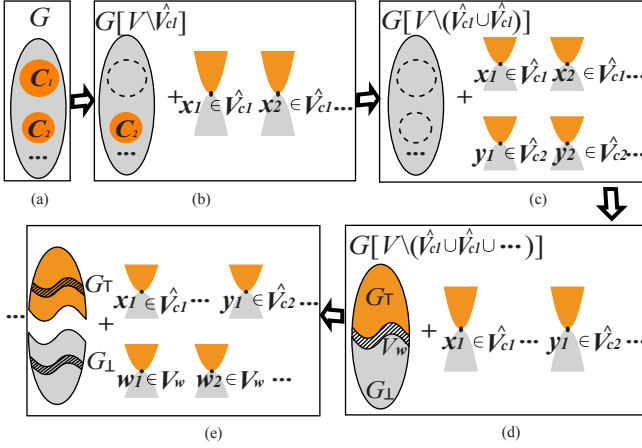 G
C1
C2
...
(a)
G[V\V̂c1]
C2
...
+
x1 ∈ V̂c1 x2 ∈ V̂c1 ...
(b)
G[V\(V̂c1∪V̂c2)]
...
+
x1 ∈ V̂c1 x2 ∈ V̂c1...
y1 ∈ V̂c2 y2 ∈ V̂c2
(c)
G[V\(V̂c1∪V̂c1∪ ···)]
G⊤
Vw
G⊥
+
x1 ∈ V̂c1 ... y1 ∈ V̂c2 ...
(d)
...
G⊤
G⊥
+
x1 ∈ V̂c1 ... y1 ∈ V̂c2 ...
w1 ∈ Vw w2 ∈ Vw ...
(e)